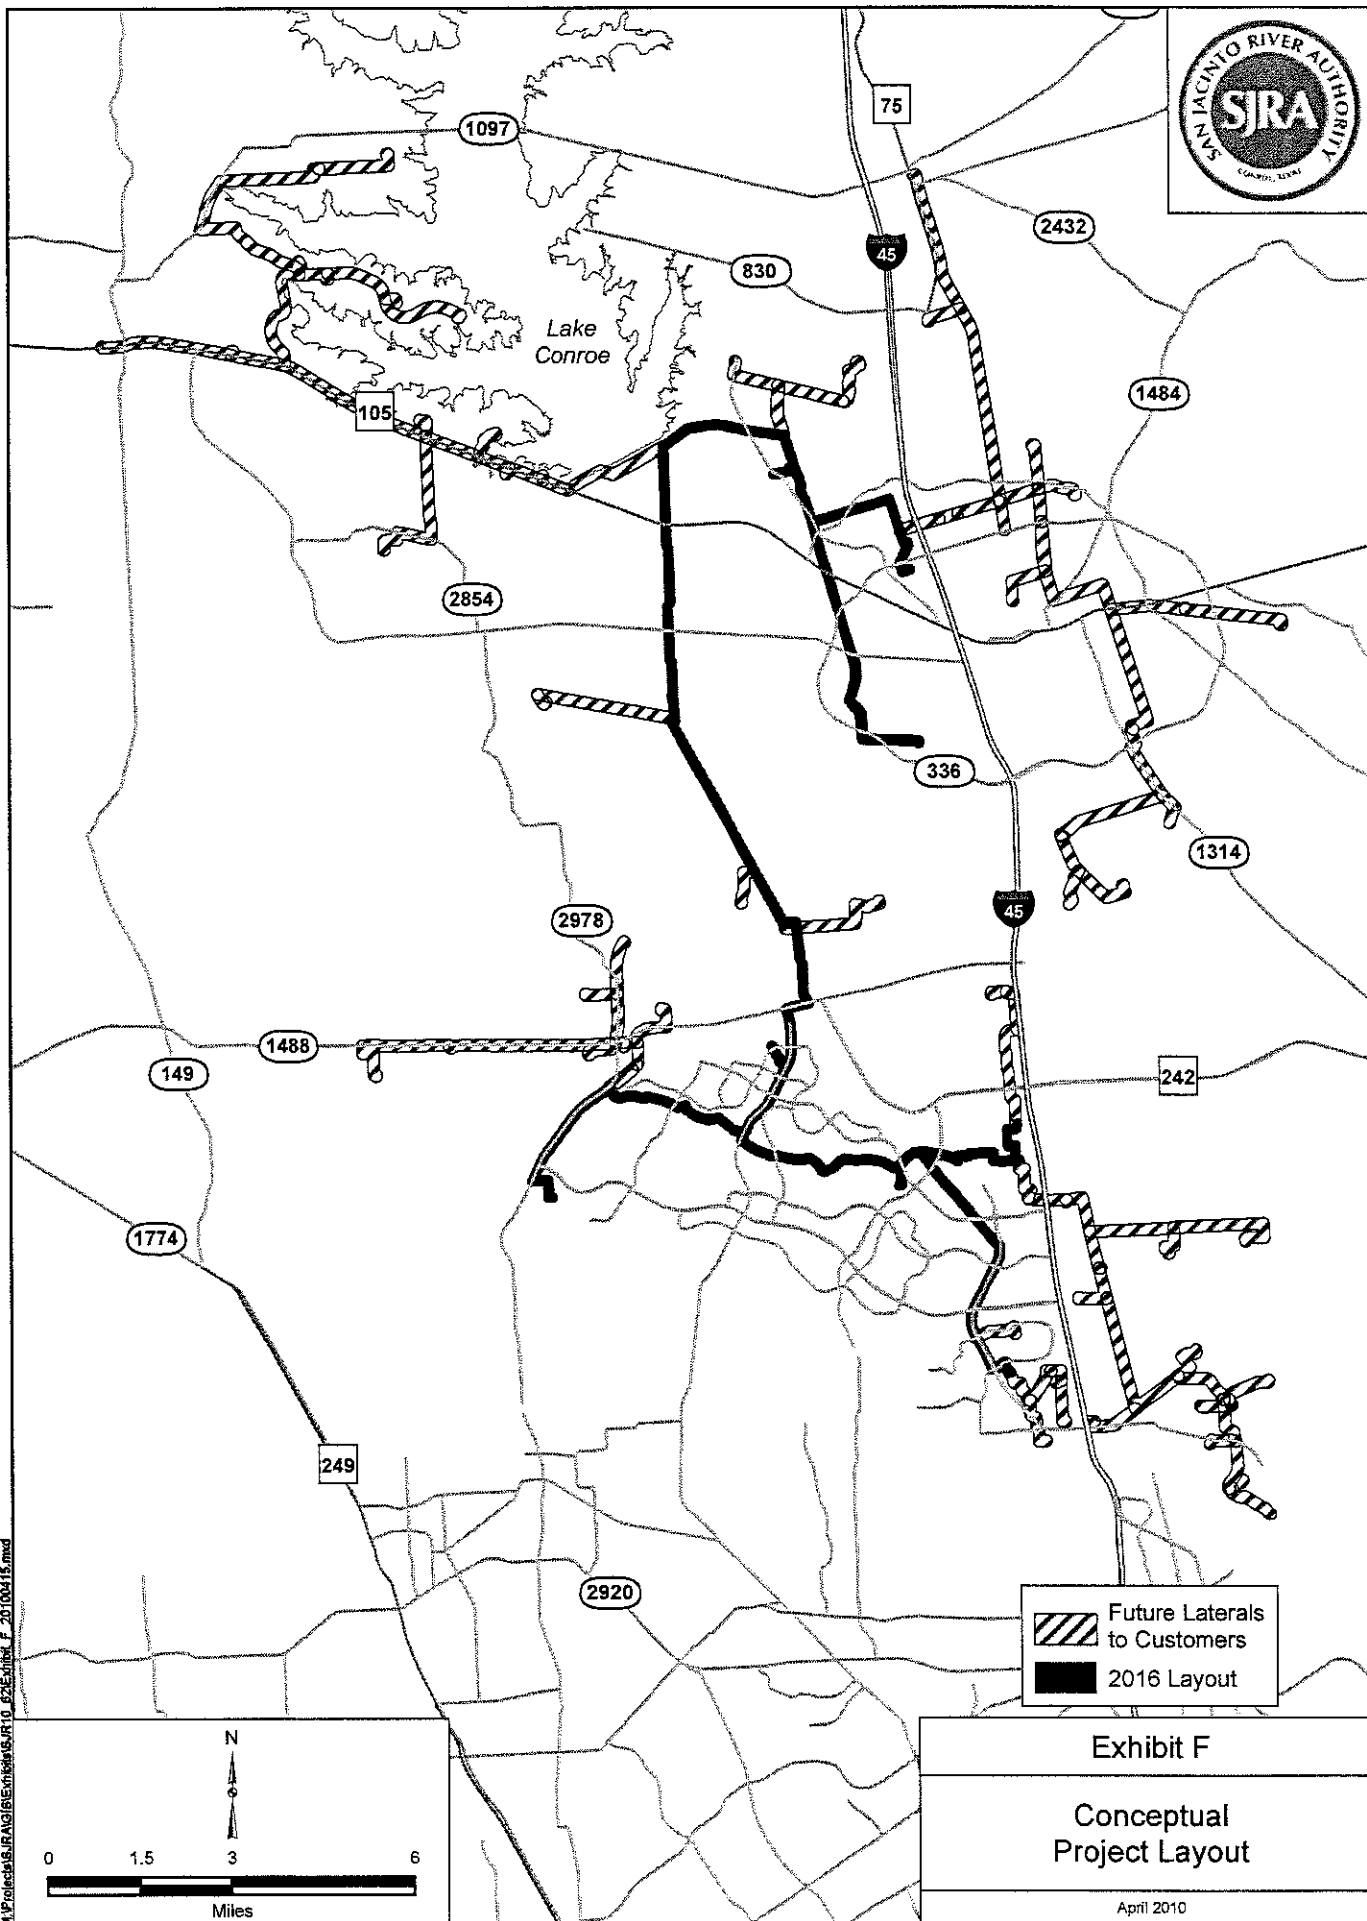 SAN JACINTO RIVER AUTHORITY
SJRA
75
1097
2432
45
830
Lake
Conroe
1484
105
2854
336
1314
45
2978
1488
149
242
1774
249
2920
Future Laterals
to Customers
2016 Layout
N
0 1.5 3 6
Miles
Exhibit F
Conceptual
Project Layout
April 2010